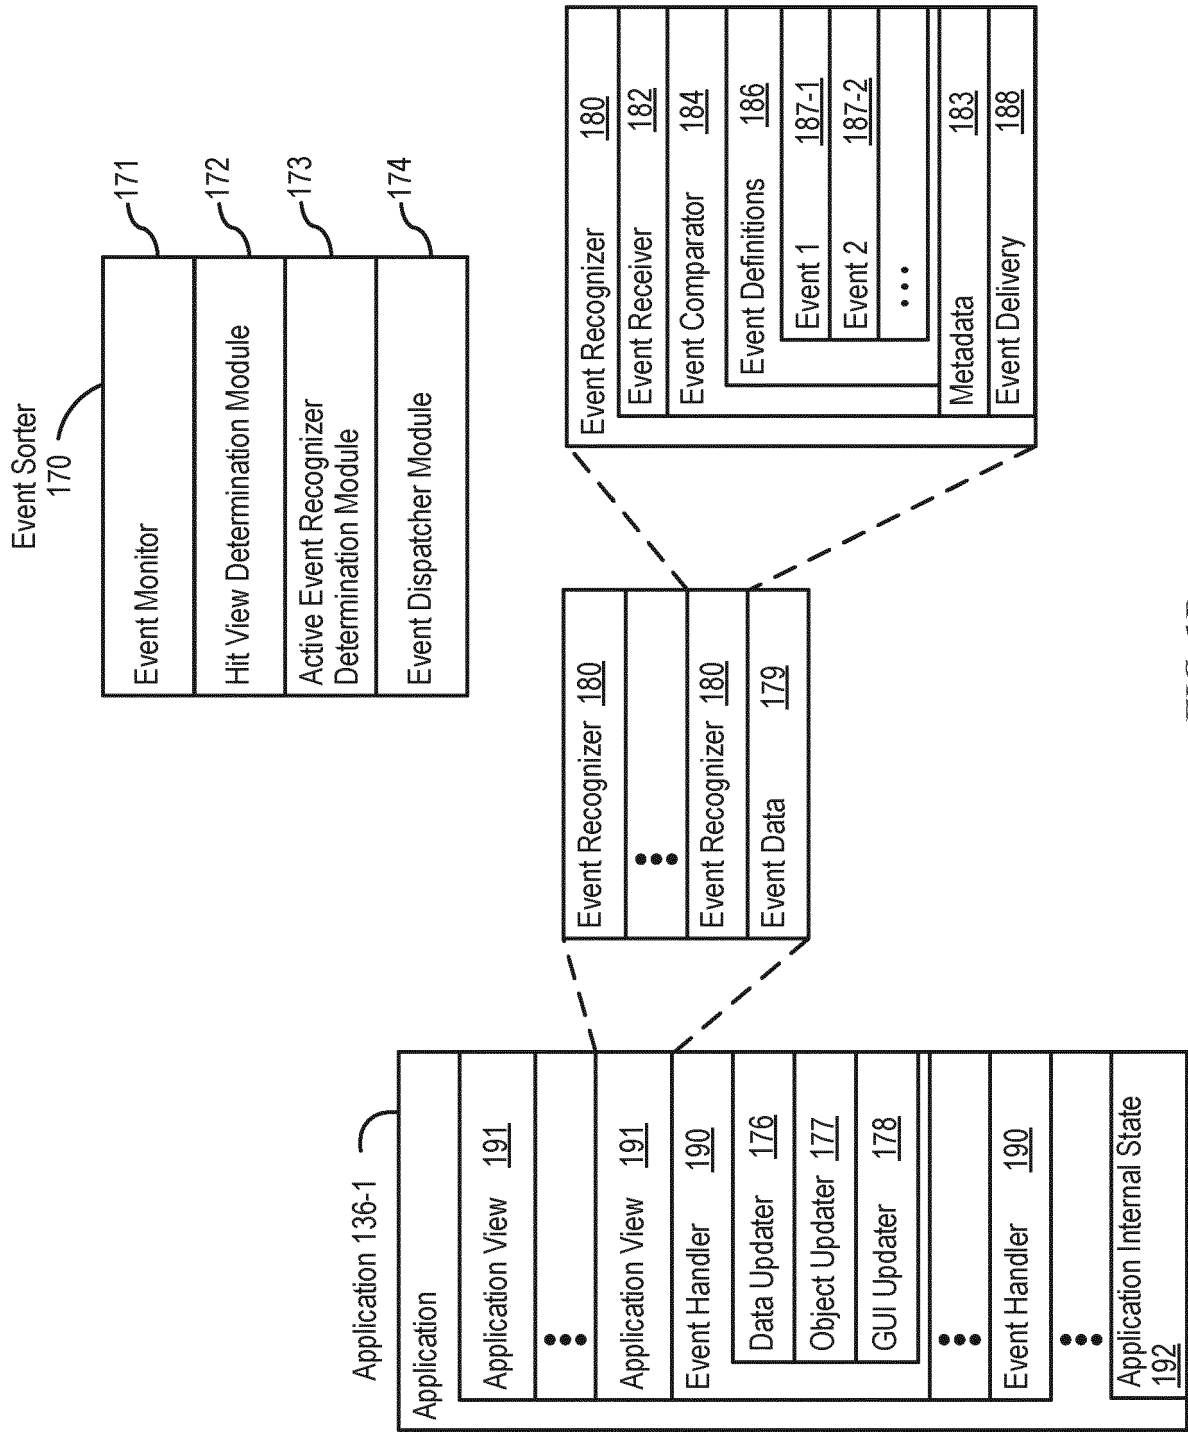 Event Sorter
170
Event Monitor
171
Hit View Determination Module
172
Active Event Recognizer
Determination Module
173
Event Dispatcher Module
174
Application 136-1
Application
Application View 191
Application View 191
Event Handler 190
Data Updater 176
Object Updater 177
GUI Updater 178
Event Handler 190
Application Internal State
192
Event Recognizer 180
Event Recognizer 180
Event Data 179
Event Recognizer 180
Event Receiver 182
Event Comparator 184
Event Definitions 186
Event 1 187-1
Event 2 187-2
Metadata 183
Event Delivery 188